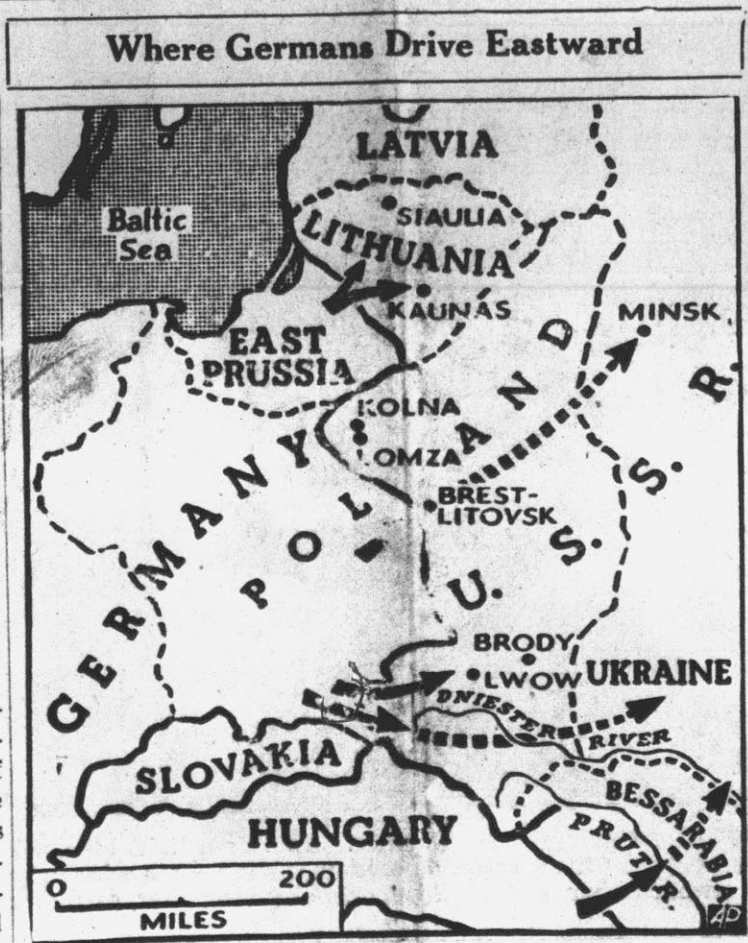 Where Germans Drive Eastward
LATVIA
Baltic
Sea
SIAULIA
LITHUANIA
KAUNAS
MINSK
EAST
PRUSSIA
KOLNA
LOMZA
BREST-
LITOVSK
GERMANY
POLAND
U. S. S. R.
BRODY
LWOW
UKRAINE
DNIESTER
RIVER
SLOVAKIA
BESSARABIA
HUNGARY
PRUT R.
0 200
MILES
AP